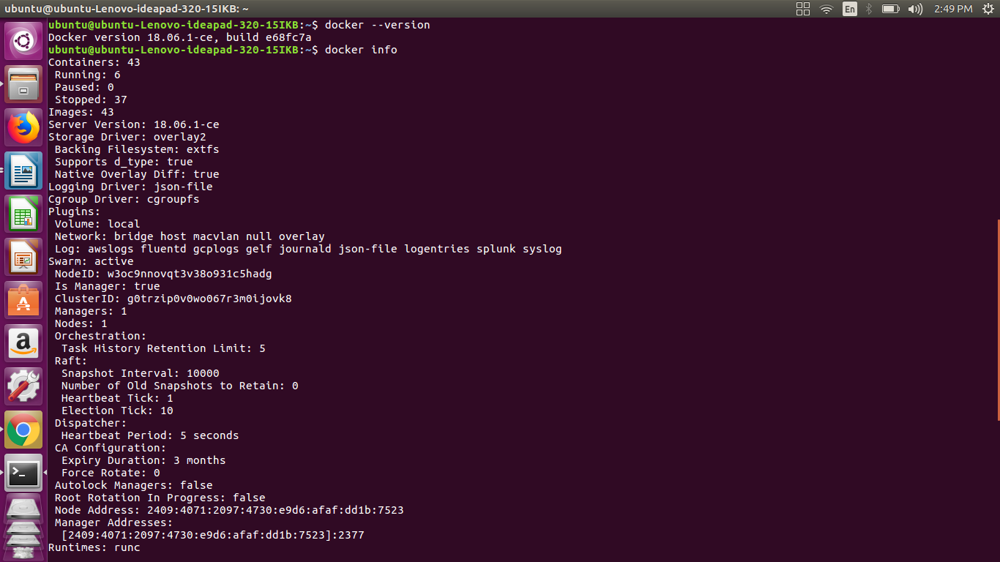 ubuntu@ubuntu-Lenovo-ideapad-320-15IKB: ~
En
2:49 PM
ubuntu@ubuntu-Lenovo-ideapad-320-15IKB:~$ docker --version
Docker version 18.06.1-ce, build e68fc7a
ubuntu@ubuntu-Lenovo-ideapad-320-15IKB:~$ docker info
Containers: 43
 Running: 6
 Paused: 0
 Stopped: 37
Images: 43
Server Version: 18.06.1-ce
Storage Driver: overlay2
 Backing Filesystem: extfs
 Supports d_type: true
 Native Overlay Diff: true
Logging Driver: json-file
Cgroup Driver: cgroupfs
Plugins:
 Volume: local
 Network: bridge host macvlan null overlay
 Log: awslogs fluentd gcplogs gelf journald json-file logentries splunk syslog
Swarm: active
 NodeID: w3oc9nnovqt3v38o931c5hadg
 Is Manager: true
 ClusterID: g0trzip0v0wo067r3m0ijovk8
 Managers: 1
 Nodes: 1
 Orchestration:
  Task History Retention Limit: 5
 Raft:
  Snapshot Interval: 10000
  Number of Old Snapshots to Retain: 0
  Heartbeat Tick: 1
  Election Tick: 10
 Dispatcher:
  Heartbeat Period: 5 seconds
 CA Configuration:
  Expiry Duration: 3 months
  Force Rotate: 0
 Autolock Managers: false
 Root Rotation In Progress: false
 Node Address: 2409:4071:2097:4730:e9d6:afaf:dd1b:7523
 Manager Addresses:
  [2409:4071:2097:4730:e9d6:afaf:dd1b:7523]:2377
Runtimes: runc